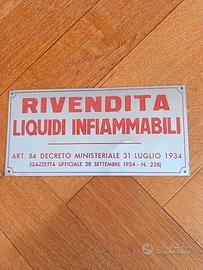 RIVENDITA
LIQUIDI INFIAMMABILI
ART. 84 DECRETO MINISTERIALE 31 LUGLIO 1934
(GAZZETTA UFFICIALE 28 SETTEMBRE 1934 - N. 228)
subito